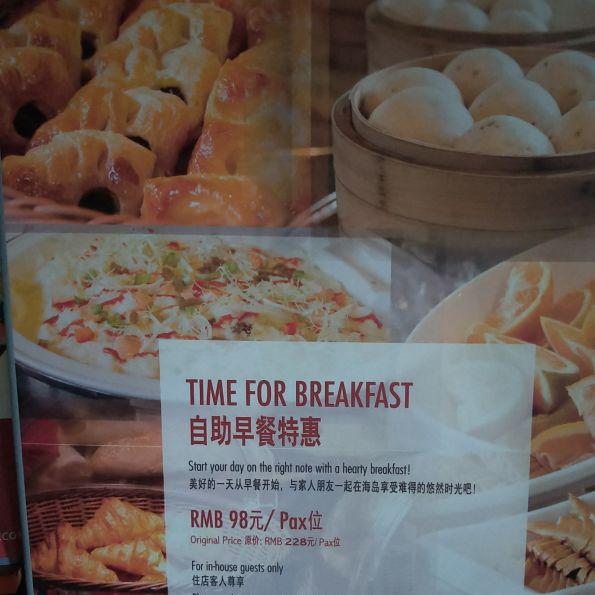 TIME FOR BREAKFAST
自助早餐特惠
Start your day on the right note with a hearty breakfast!
美好的一天从早餐开始，与家人朋友一起在海岛享受难得的悠然时光吧！
RMB 98元/ Pax位
Original Price 原价: RMB 228元/ Pax位
For in-house guests only
住店客人尊享